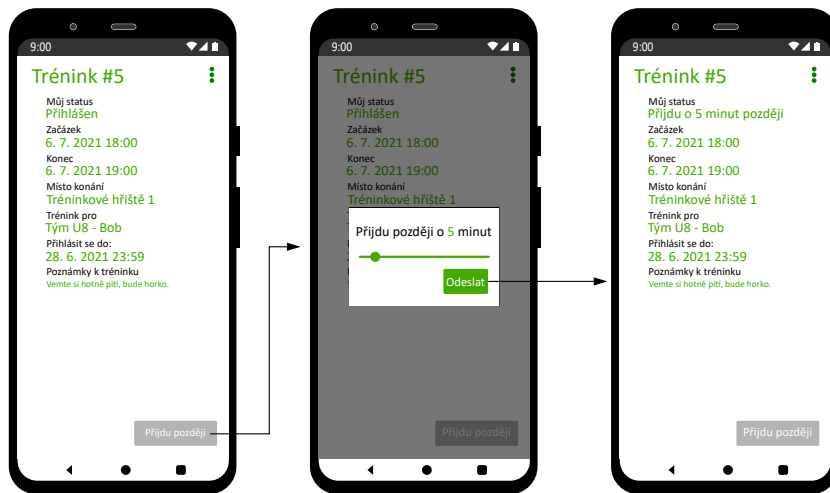 9:00
Trénink #5
Můj status
Přihlášen
Začázek
6. 7. 2021 18:00
Konec
6. 7. 2021 19:00
Místo konání
Tréninkové hřiště 1
Trénink pro
Tým U8 - Bob
Přihlásit se do:
28. 6. 2021 23:59
Poznámky k tréninku
Vemte si hotně pití, bude horko.
Přijdu později
9:00
Trénink #5
Můj status
Přihlášen
Začázek
6. 7. 2021 18:00
Konec
6. 7. 2021 19:00
Místo konání
Tréninkové hřiště 1
Přijdu později o 5 minut
Odeslat
Přijdu později
9:00
Trénink #5
Můj status
Přijdu o 5 minut později
Začázek
6. 7. 2021 18:00
Konec
6. 7. 2021 19:00
Místo konání
Tréninkové hřiště 1
Trénink pro
Tým U8 - Bob
Přihlásit se do:
28. 6. 2021 23:59
Poznámky k tréninku
Vemte si hotně pití, bude horko.
Přijdu později